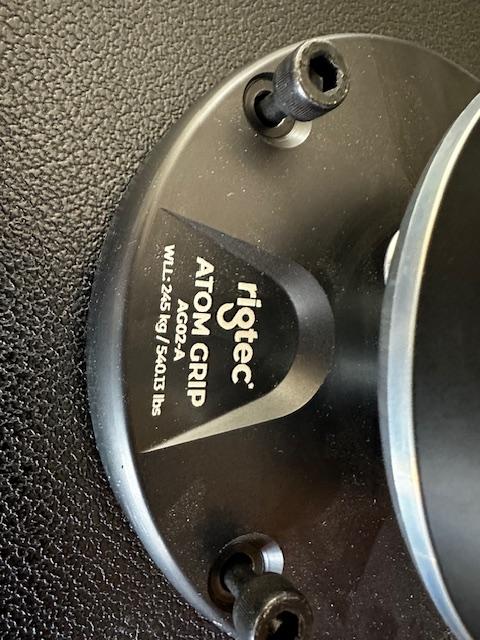 rigtec®
ATOM GRIP
AG02-A
WLL: 245 kg / 540.13 lbs